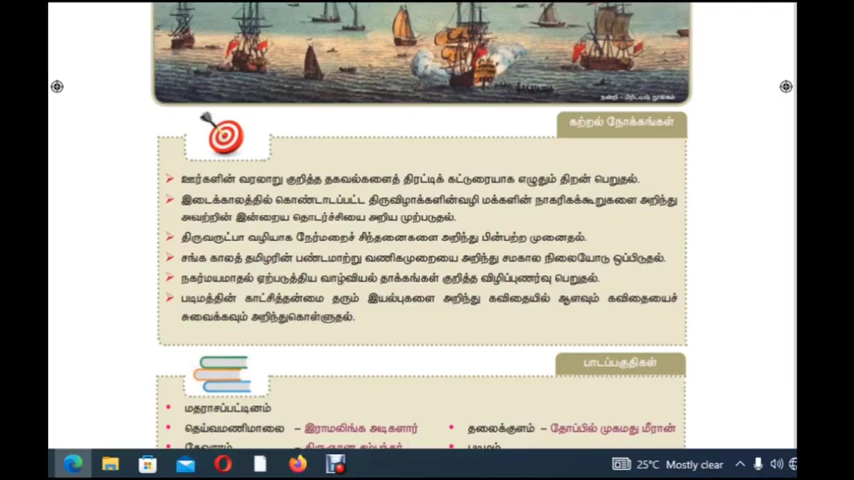 நன்றி - பிரிட்டிஷ் நூலகம்
கற்றல் நோக்கங்கள்
➢ ஊர்களின் வரலாறு குறித்த தகவல்களைத் திரட்டிக் கட்டுரையாக எழுதும் திறன் பெறுதல்.
➢ இடைக்காலத்தில் கொண்டாடப்பட்ட திருவிழாக்களின்வழி மக்களின் நாகரிகக்கூறுகளை அறிந்து
அவற்றின் இன்றைய தொடர்ச்சியை அறிய முற்படுதல்.
➢ திருவருட்பா வழியாக நேர்மறைச் சிந்தனைகளை அறிந்து பின்பற்ற முனைதல்.
➢ சங்க காலத் தமிழரின் பண்டமாற்று வணிகமுறையை அறிந்து சமகால நிலையோடு ஒப்பிடுதல்.
➢ நகர்மயமாதல் ஏற்படுத்திய வாழ்வியல் தாக்கங்கள் குறித்த விழிப்புணர்வு பெறுதல்.
➢ படிமத்தின் காட்சித்தன்மை தரும் இயல்புகளை அறிந்து கவிதையில் ஆளவும் கவிதையைச்
சுவைக்கவும் அறிந்துகொள்ளுதல்.
பாடப்பகுதிகள்
• மதராசப்பட்டினம்
• தெய்வமணிமாலை – இராமலிங்க அடிகளார்
• தலைக்குளம் – தோப்பில் முகமது மீரான்
25°C Mostly clear